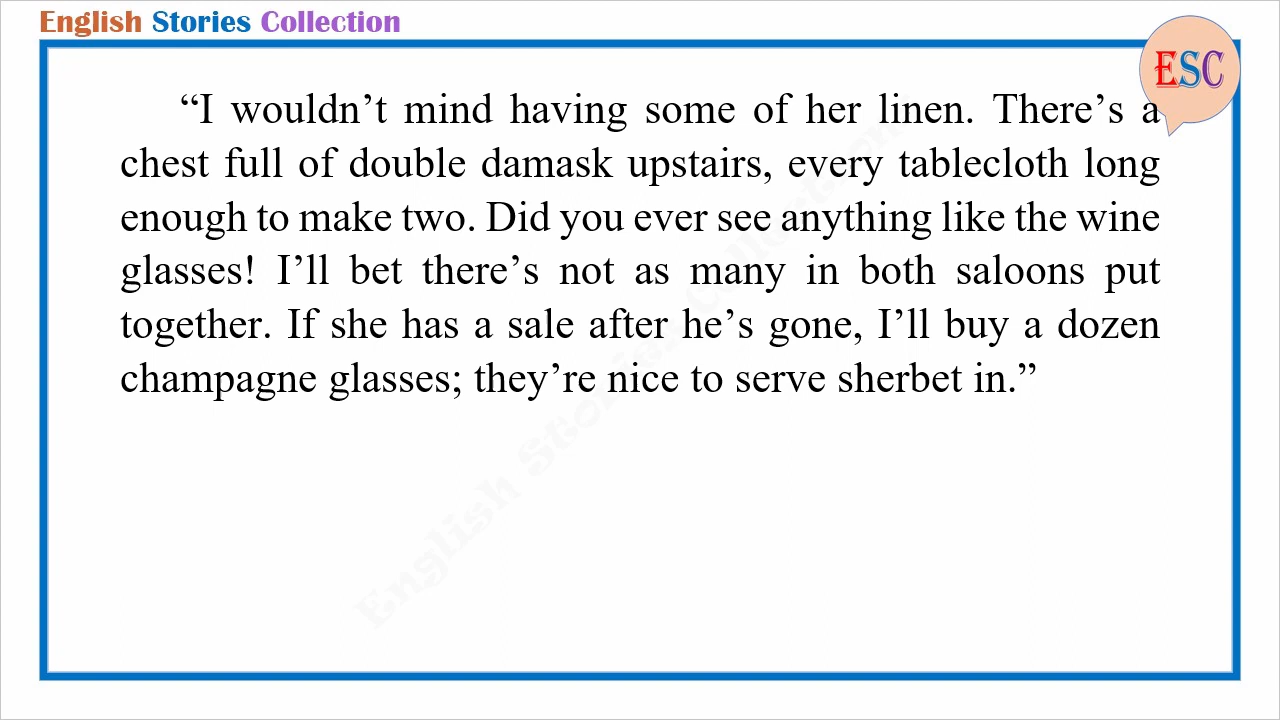 English Stories Collection
ESC
“I wouldn’t mind having some of her linen. There’s a
chest full of double damask upstairs, every tablecloth long
enough to make two. Did you ever see anything like the wine
glasses! I’ll bet there’s not as many in both saloons put
together. If she has a sale after he’s gone, I’ll buy a dozen
champagne glasses; they’re nice to serve sherbet in.”
English Stories Collection